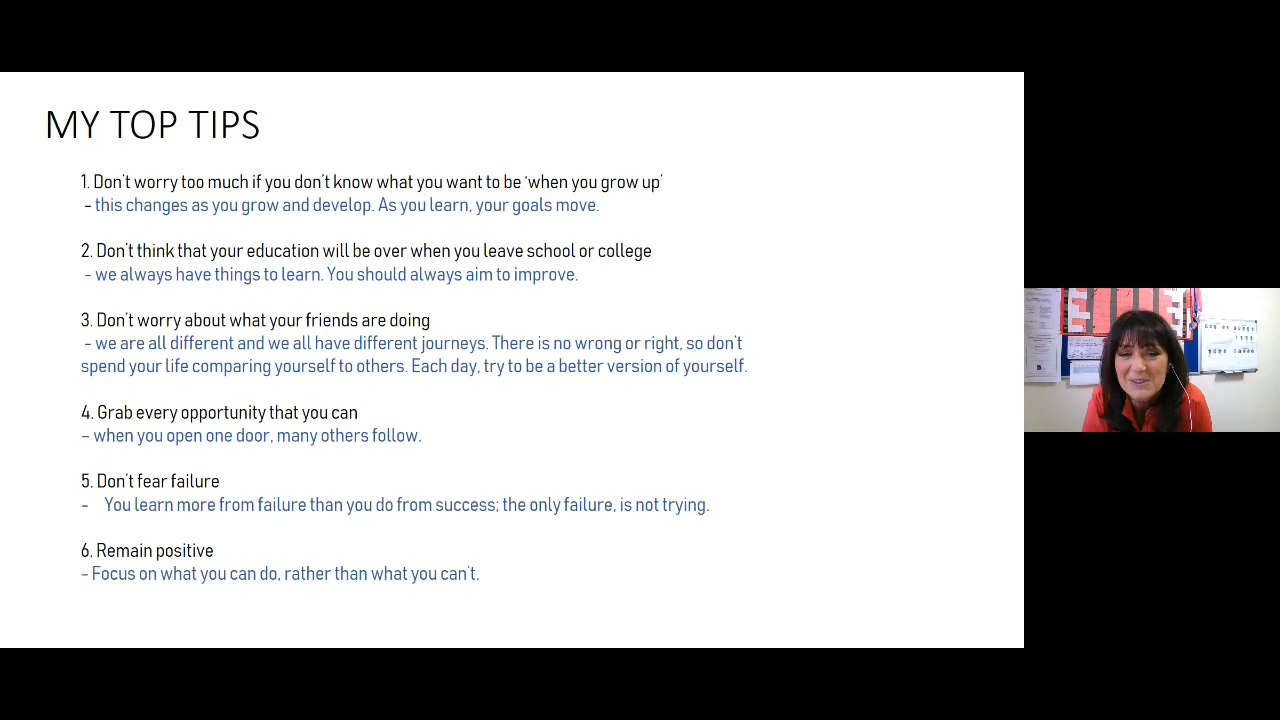 MY TOP TIPS
1. Don't worry too much if you don't know what you want to be 'when you grow up'
- this changes as you grow and develop. As you learn, your goals move.
2. Don't think that your education will be over when you leave school or college
- we always have things to learn. You should always aim to improve.
3. Don't worry about what your friends are doing
- we are all different and we all have different journeys. There is no wrong or right, so don't
spend your life comparing yourself to others. Each day, try to be a better version of yourself.
4. Grab every opportunity that you can
– when you open one door, many others follow.
5. Don't fear failure
- You learn more from failure than you do from success; the only failure, is not trying.
6. Remain positive
- Focus on what you can do, rather than what you can't.